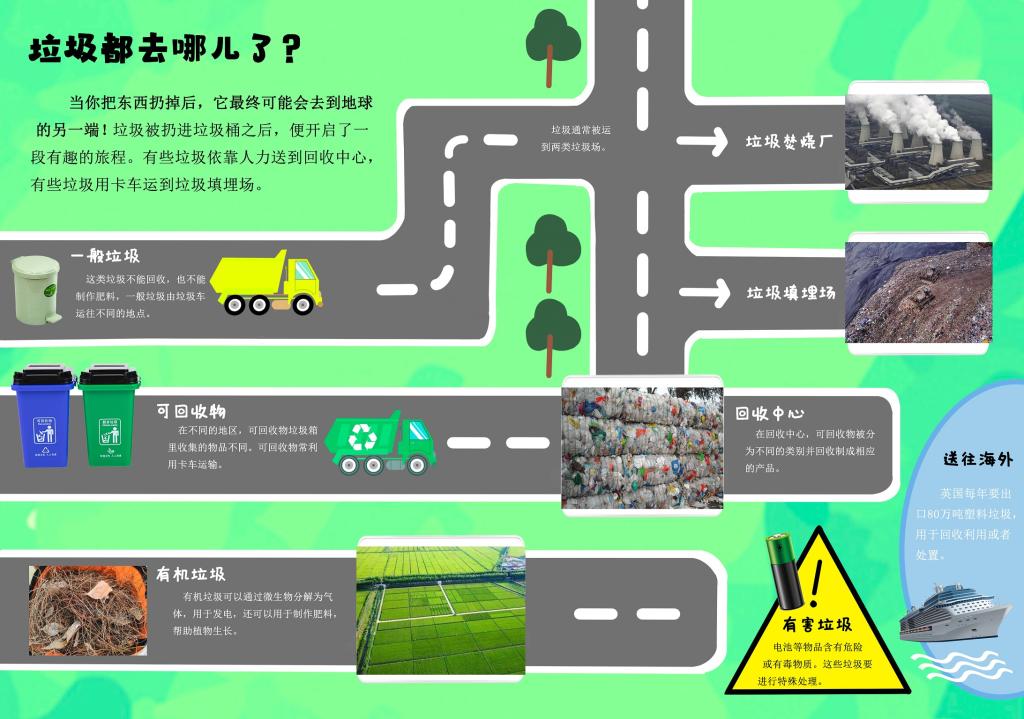 垃圾都去哪儿了?
当你把东西扔掉后,它最终可能会去到地球
的另一端!垃圾被扔进垃圾桶之后,便开启了一
段有趣的旅程。有些垃圾依靠人力送到回收中心,
有些垃圾用卡车运到垃圾填埋场。
垃圾通常被运
到两类垃圾场。
垃圾焚烧厂
一般垃圾
这类垃圾不能回收,也不能
制作肥料,一般垃圾由垃圾车
运往不同的地点。
垃圾填埋场
可回收物
在不同的地区,可回收物垃圾箱
里收集的物品不同。可回收物常利
用卡车运输。
回收中心
在回收中心,可回收物被分
为不同的类别并回收制成相应
的产品。
送往海外
英国每年要出
口80万吨塑料垃圾,
用于回收利用或者
处置。
有机垃圾
有机垃圾可以通过微生物分解为气
体,用于发电,还可以用于制作肥料,
帮助植物生长。
有害垃圾
电池等物品含有危险
或有毒物质。这些垃圾要
进行特殊处理。